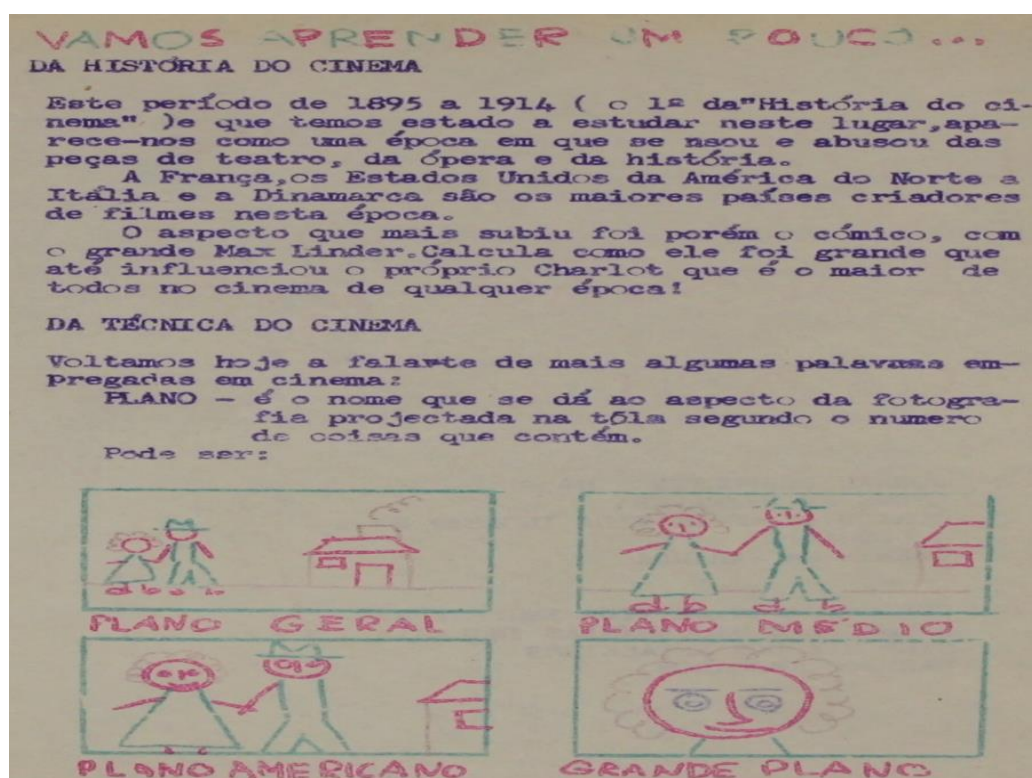 VAMOS APRENDER UM POUCO...
DA HISTÓRIA DO CINEMA
Este período de 1895 a 1914 ( o 1º da"História do ci-
nema" )e que temos estado a estudar neste lugar,apa-
rece-nos como uma época em que se nsou e abusou das
peças de teatro, da ópera e da história.
A França,os Estados Unidos da América do Norte a
Itália e a Dinamarca são os maiores países criadores
de filmes nesta época.
O aspecto que mais subiu foi porém o cómico, com
o grande Max Linder.Calcula como ele foi grande que
até influenciou o próprio Charlot que é o maior de
todos no cinema de qualquer época!
DA TÉCNICA DO CINEMA
Voltamos hoje a falar-te de mais algumas palavras em-
pregadas em cinema:
PLANO - é o nome que se dá ao aspecto da fotogra-
fia projectada na tela segundo o numero
de coisas que contém.
Pode ser:
PLANO GERAL
PLANO MÉDIO
PLANO AMERICANO
GRANDE PLANO